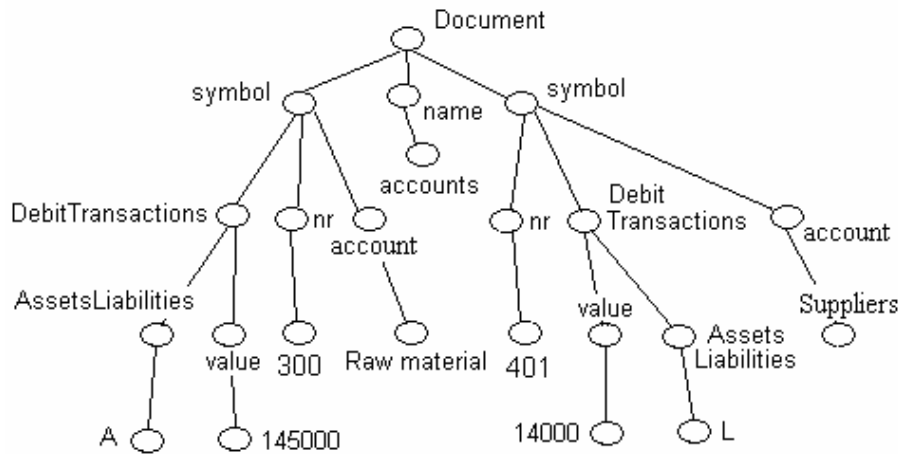 Document
symbol
name
symbol
accounts
DebitTransactions
nr
account
nr
Debit
Transactions
account
AssetsLiabilities
value
300
Raw material
401
value
Assets
Liabilities
Suppliers
A
145000
14000
L